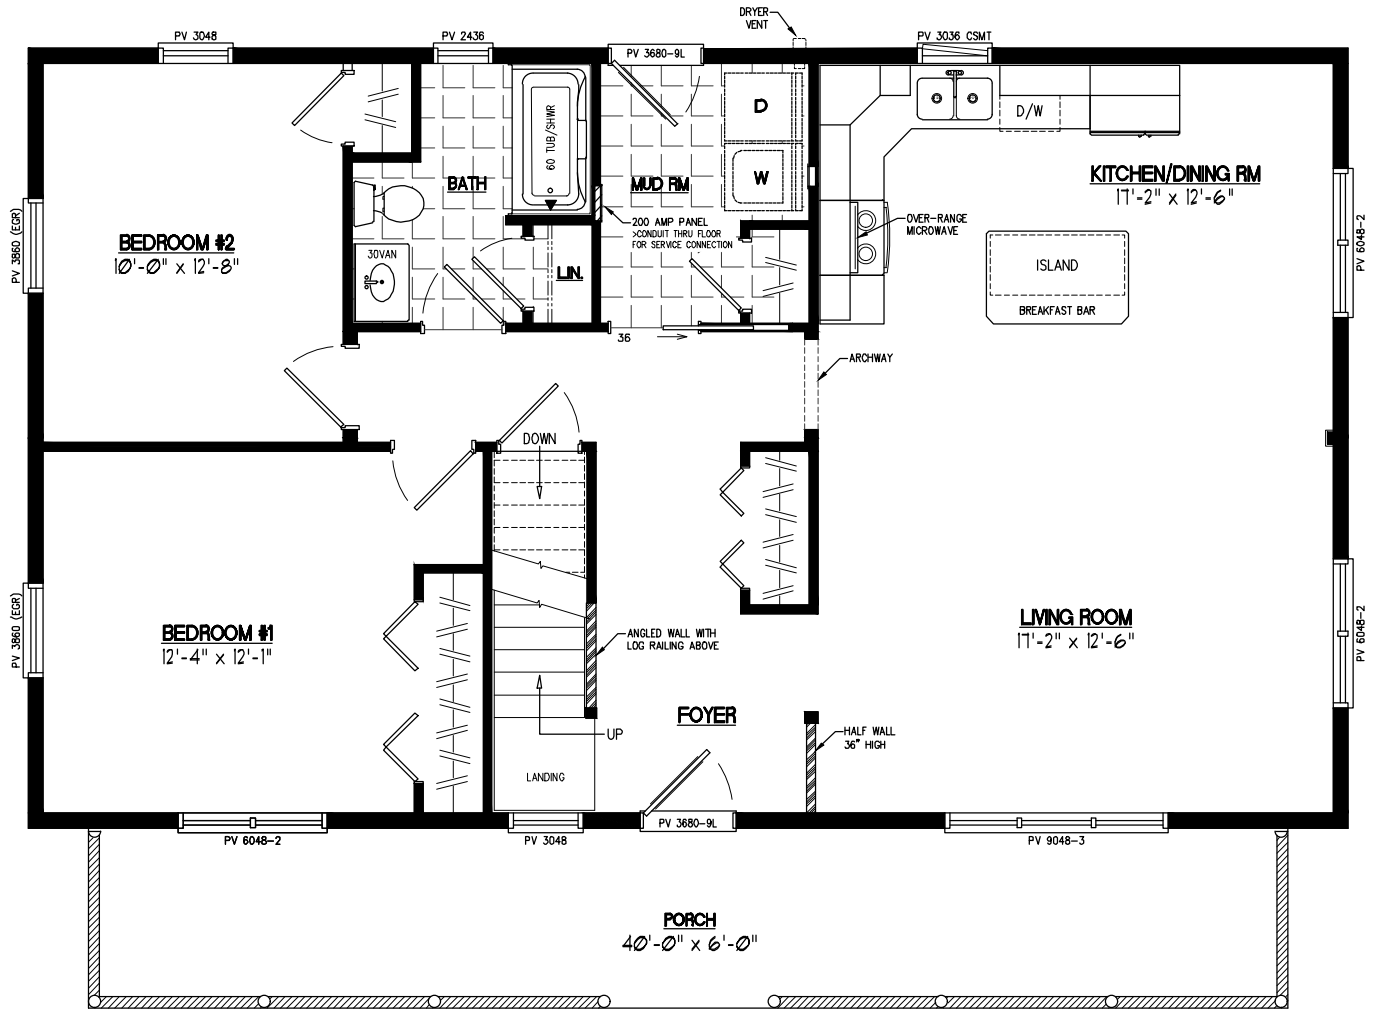 DRYER
VENT
PV 3048
PV 2436
PV 3680-9L
PV 3036 CSMT
D
60 TUB/SHWR
D/W
KITCHEN/DINING RM
17'-2" x 12'-6"
BATH
MUD RM
W
200 AMP PANEL
>CONDUIT THRU FLOOR
FOR SERVICE CONNECTION
OVER-RANGE
MICROWAVE
PV 3860 (EGR)
BEDROOM #2
10'-0" x 12'-8"
30VAN
LIN.
ISLAND
BREAKFAST BAR
PV 6048-2
36
ARCHWAY
DOWN
PV 3860 (EGR)
BEDROOM #1
12'-4" x 12'-1"
ANGLED WALL WITH
LOG RAILING ABOVE
LIVING ROOM
17'-2" x 12'-6"
PV 6048-2
FOYER
UP
HALF WALL
36" HIGH
LANDING
PV 6048-2
PV 3048
PV 3680-9L
PV 9048-3
PORCH
40'-0" x 6'-0"